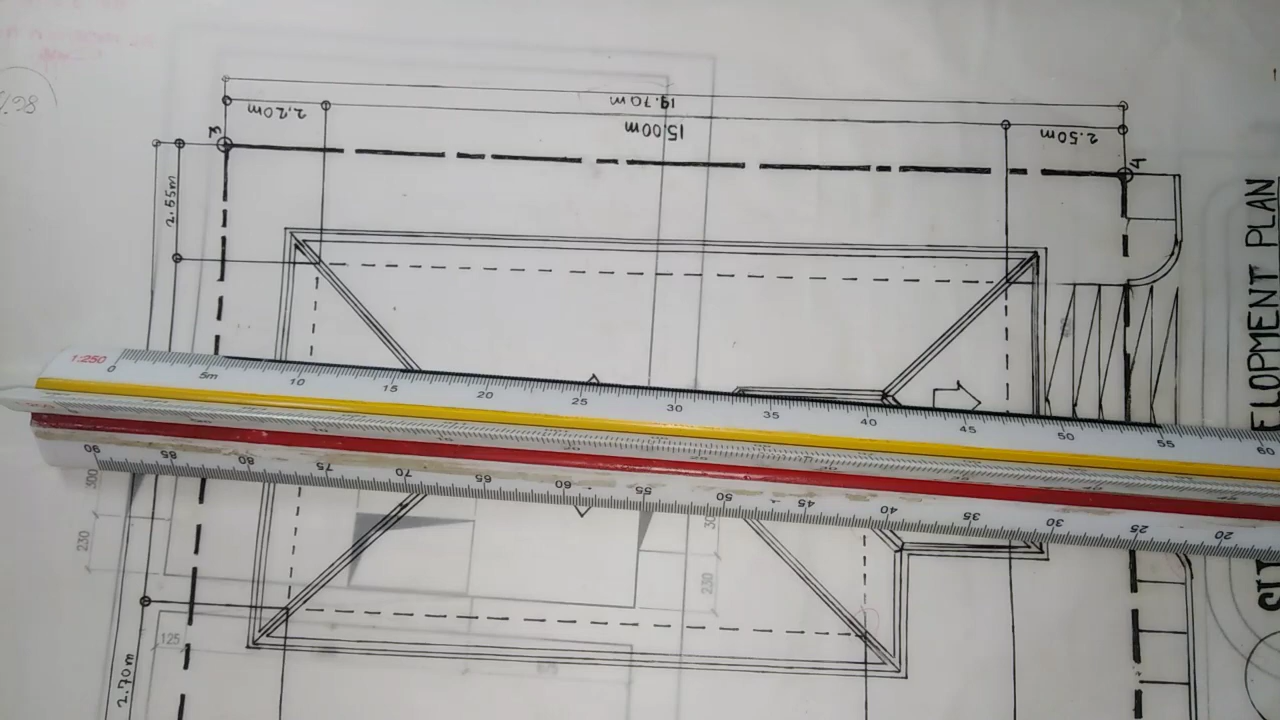 19.70m
2.20m
15.00m
2.50m
3
4
2.55m
1:250
0 5m 10 15 20 25 30 35 40 45 50 55 60
90 85 80 75 70 65 60 55 50 45 40 35 30 25 20
300
230
30
230
125
2.70m
ELOPMENT PLAN
SIT